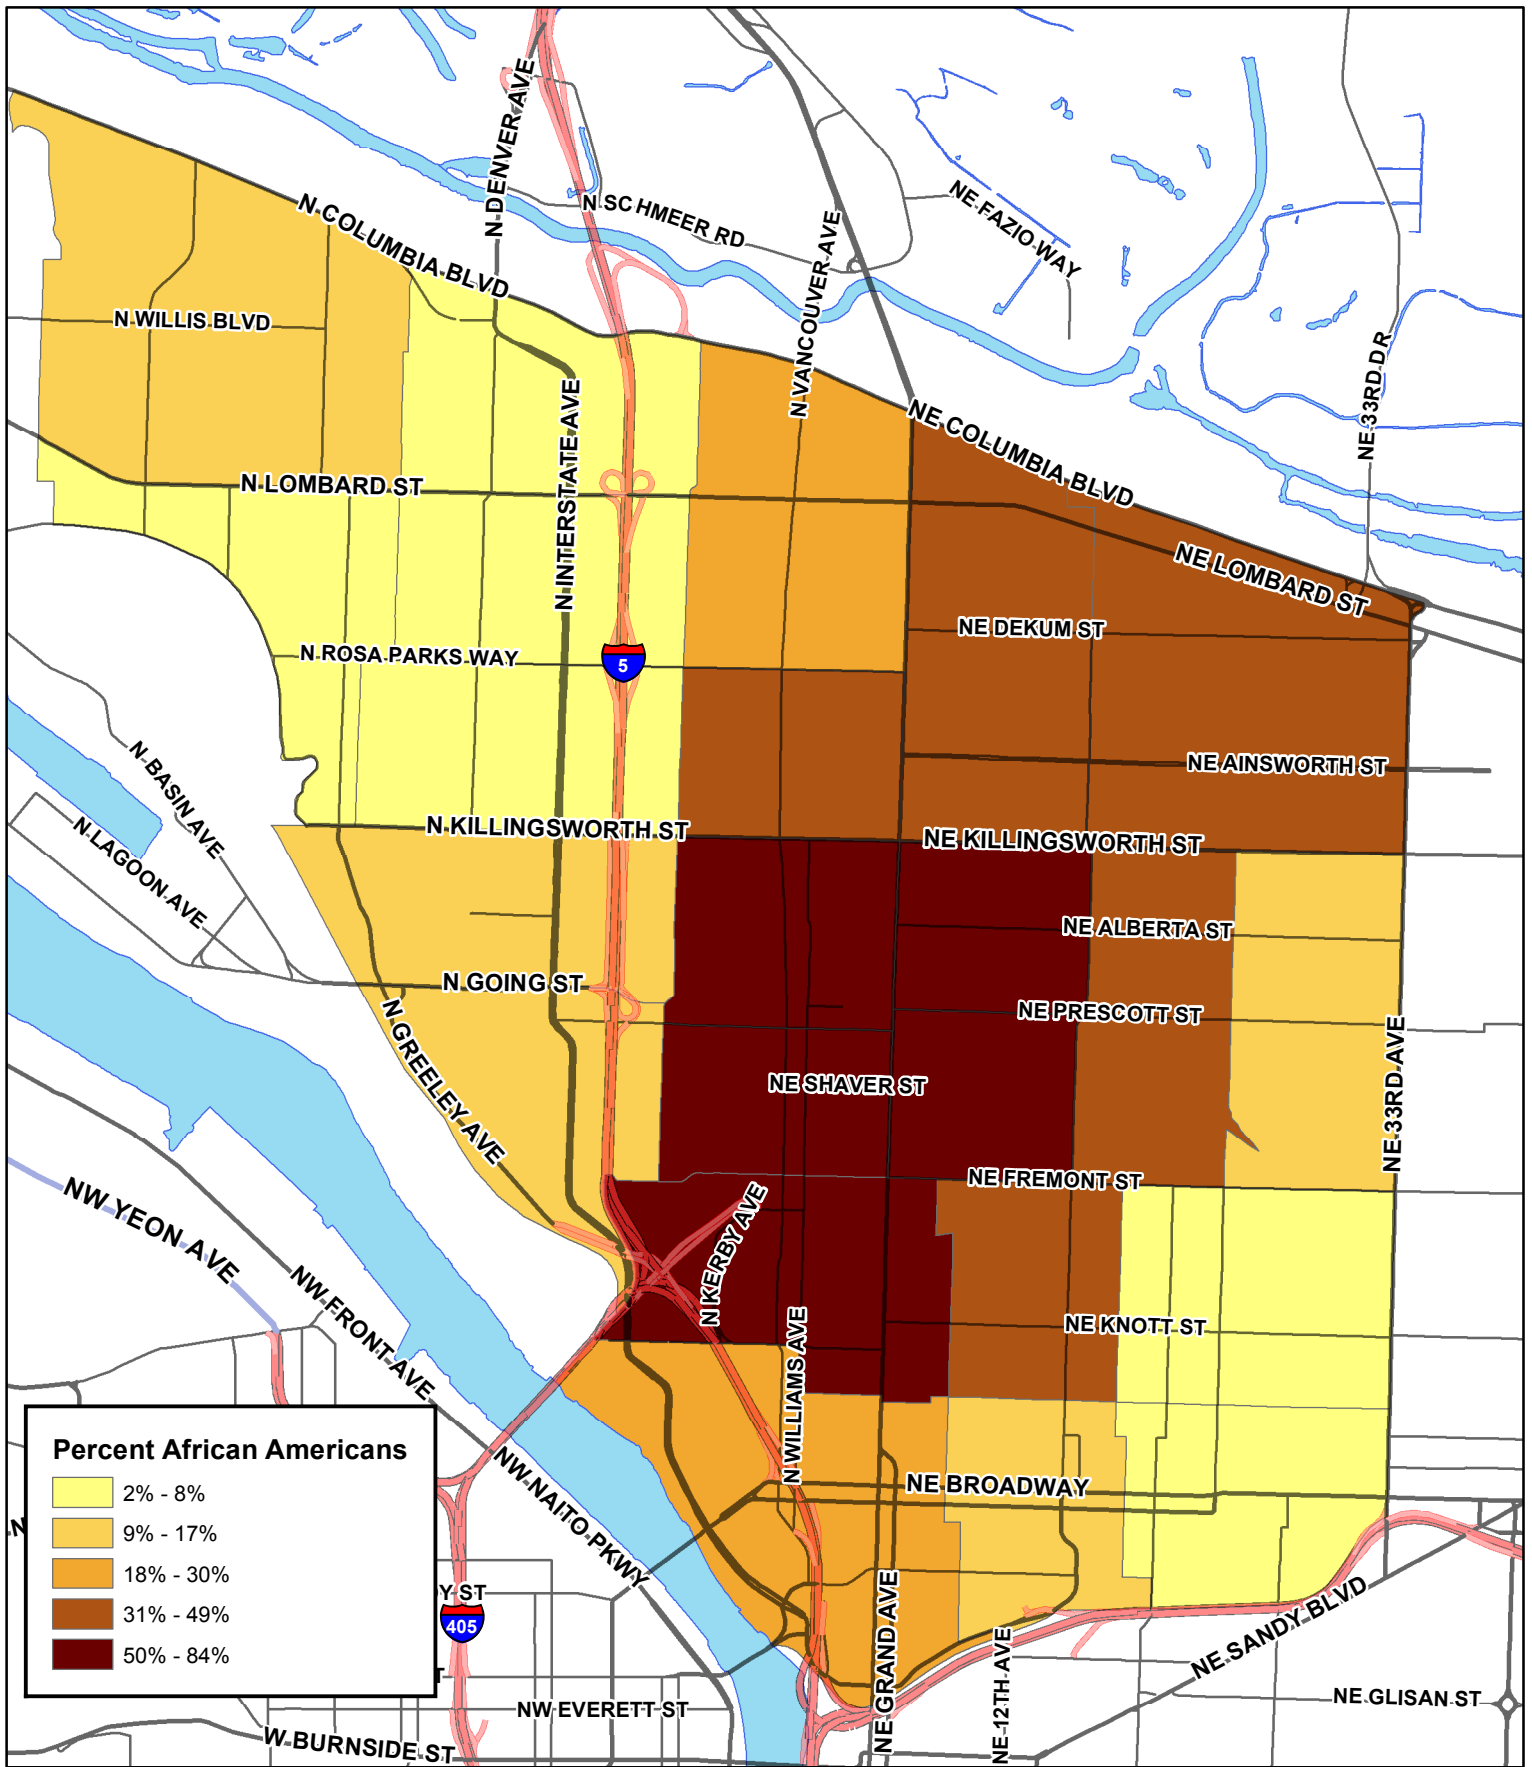 N DENVER AVE
N SCHMEER RD
N COLUMBIA BLVD
NE FAZIO WAY
N VANCOUVER AVE
N WILLIS BLVD
NE 33RD DR
N INTERSTATE AVE
NE COLUMBIA BLVD
N LOMBARD ST
NE LOMBARD ST
NE DEKUM ST
N ROSA PARKS WAY
5
NE AINSWORTH ST
N BASIN AVE
N LAGOON AVE
N KILLINGSWORTH ST
NE KILLINGSWORTH ST
NE ALBERTA ST
N GOING ST
NE PRESCOTT ST
N GREELEY AVE
NE SHAVER ST
NE 33RD AVE
NE FREMONT ST
NW YEON AVE
N KERBY AVE
NW FRONT AVE
NE KNOTT ST
N WILLIAMS AVE
NE BROADWAY
NW NAITO PKWY
Percent African Americans
2% - 8%
9% - 17%
18% - 30%
31% - 49%
50% - 84%
N
Y ST
405
T
NE GRAND AVE
NE 12TH AVE
NE SANDY BLVD
NE GLISAN ST
NW EVERETT ST
W BURNSIDE ST